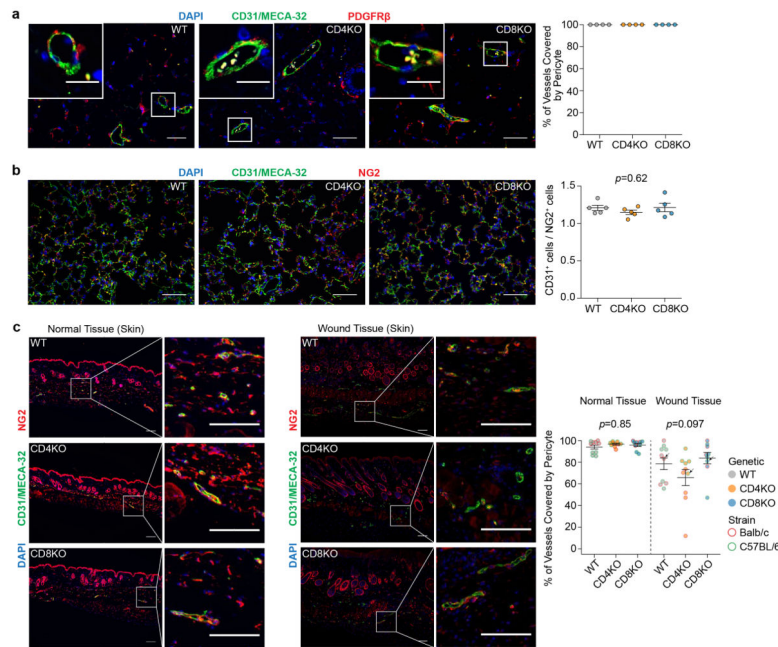 a
DAPI CD31/MECA-32 PDGFRβ
WT
CD4KO
CD8KO
% of Vessels Covered
by Pericyte
100
80
60
40
20
0
WT CD4KO CD8KO
b
DAPI CD31/MECA-32 NG2
WT
CD4KO
CD8KO
CD31⁺ cells / NG2⁺ cells
p=0.62
1.5
1.0
0.5
0.0
WT
CD4KO
CD8KO
c
Normal Tissue (Skin)
Wound Tissue (Skin)
WT
WT
CD4KO
CD4KO
CD8KO
CD8KO
NG2
CD31/MECA-32
DAPI
NG2
CD31/MECA-32
DAPI
Normal Tissue Wound Tissue
p=0.85 p=0.097
% of Vessels Covered by Pericyte
100
80
60
40
20
0
WT
CD4KO
CD8KO
WT
CD4KO
CD8KO
Genetic
WT
CD4KO
CD8KO
Strain
Balb/c
C57BL/6